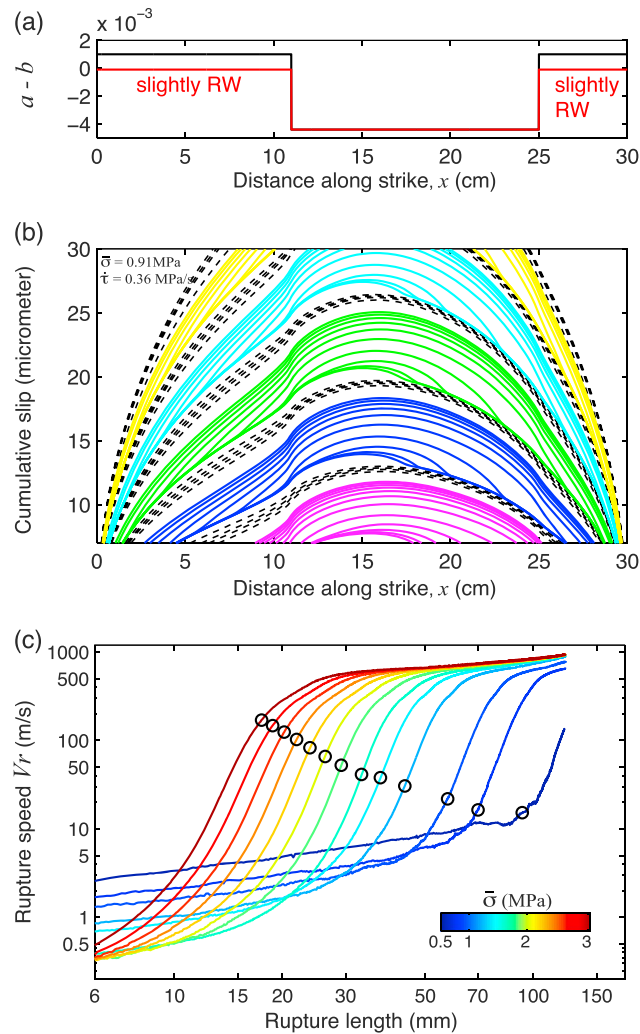 (a)
x 10⁻³
2
0
−2
−4
a - b
slightly RW
slightly
RW
0 5 10 15 20 25 30
Distance along strike, x (cm)
(b)
30
25
20
15
10
Cumulative slip (micrometer)
σ̄ = 0.91MPa
τ̇ = 0.36 MPa/s
0 5 10 15 20 25 30
Distance along strike, x (cm)
(c)
1000
500
100
50
10
5
1
0.5
Rupture speed Vr (m/s)
σ̄ (MPa)
0.5 1 2 3
6 10 15 20 30 50 70 100 150
Rupture length (mm)